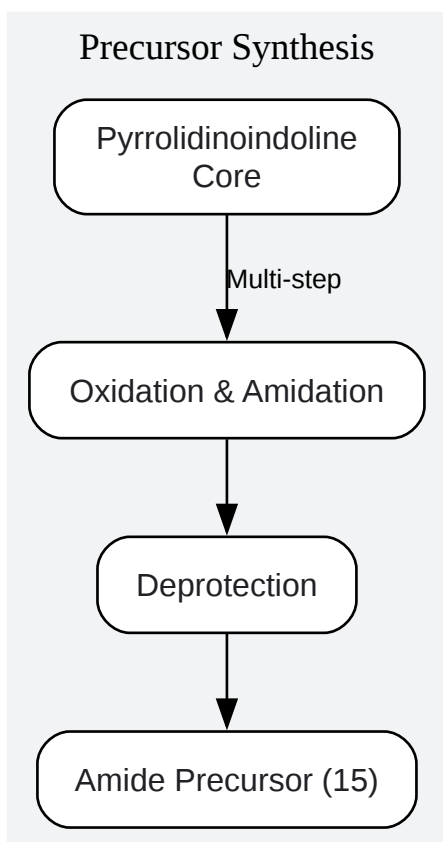 Precursor Synthesis
Pyrrolidinoindoline
Core
Multi-step
Oxidation & Amidation
Deprotection
Amide Precursor (15)